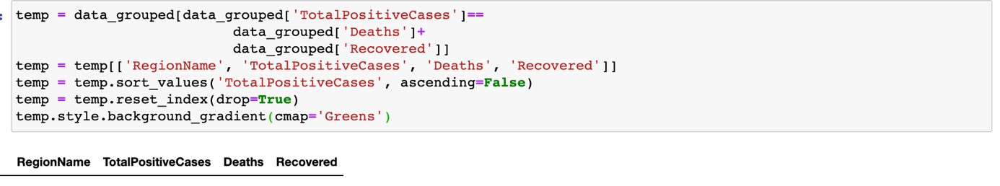 :
temp = data_grouped[data_grouped['TotalPositiveCases']==
data_grouped['Deaths']+
data_grouped['Recovered']]
temp = temp[['RegionName', 'TotalPositiveCases', 'Deaths', 'Recovered']]
temp = temp.sort_values('TotalPositiveCases', ascending=False)
temp = temp.reset_index(drop=True)
temp.style.background_gradient(cmap='Greens')
RegionName TotalPositiveCases Deaths Recovered